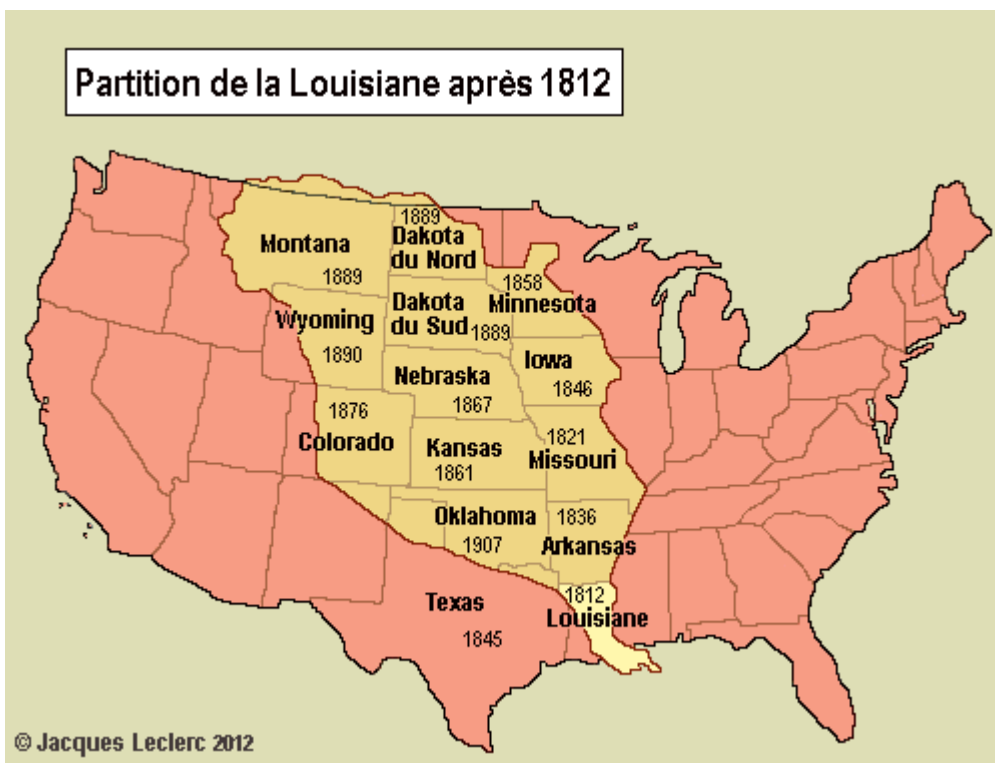 Partition de la Louisiane après 1812
1889
Dakota
du Nord
Montana
1889
1858
Minnesota
Dakota
du Sud
1889
Wyoming
1890
Iowa
1846
Nebraska
1867
1876
Colorado
1821
Missouri
Kansas
1861
Oklahoma
1907
1836
Arkansas
1812
Louisiane
Texas
1845
© Jacques Leclerc 2012